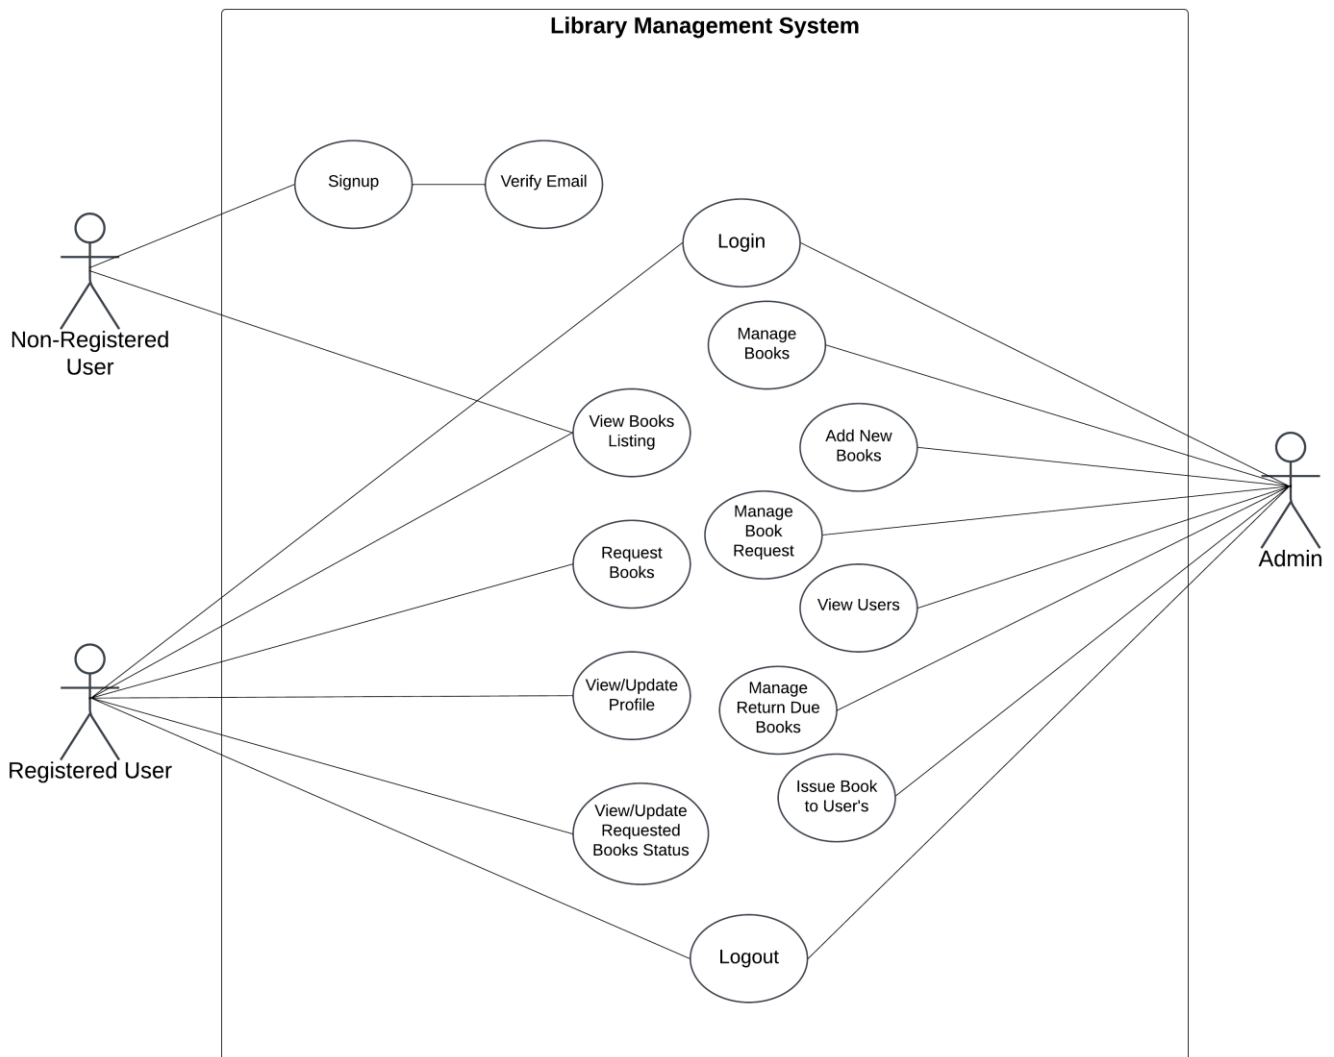 Library Management System
Signup
Verify Email
Login
Non-Registered
User
Manage
Books
View Books
Listing
Add New
Books
Manage
Book
Request
Request
Books
Admin
View Users
View/Update
Profile
Manage
Return Due
Books
Registered User
Issue Book
to User's
View/Update
Requested
Books Status
Logout